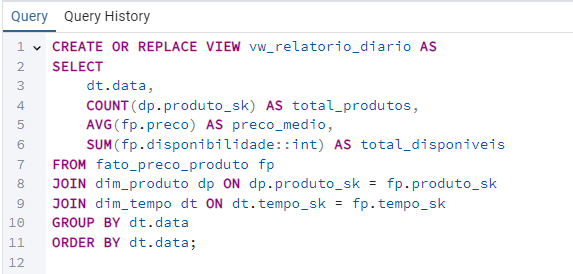 Query Query History
1 CREATE OR REPLACE VIEW vw_relatorio_diario AS
2 SELECT
3 dt.data,
4 COUNT(dp.produto_sk) AS total_produtos,
5 AVG(fp.preco) AS preco_medio,
6 SUM(fp.disponibilidade::int) AS total_disponiveis
7 FROM fato_preco_produto fp
8 JOIN dim_produto dp ON dp.produto_sk = fp.produto_sk
9 JOIN dim_tempo dt ON dt.tempo_sk = fp.tempo_sk
10 GROUP BY dt.data
11 ORDER BY dt.data;
12